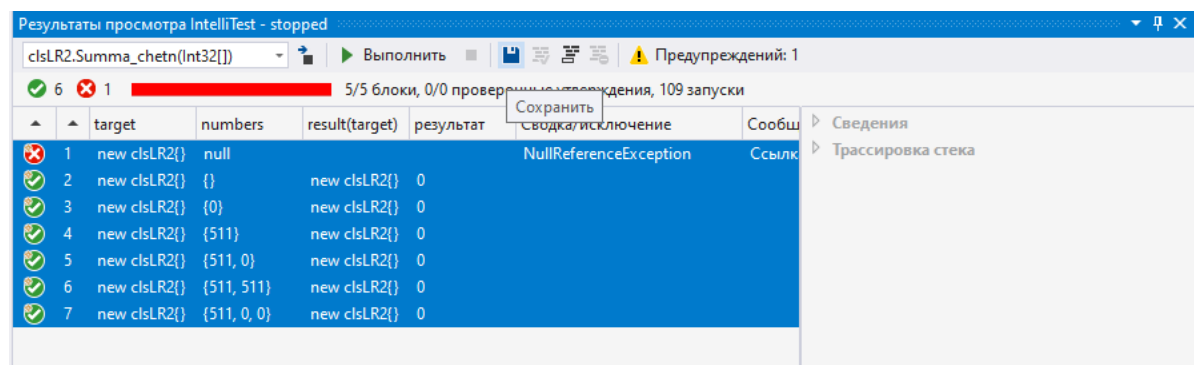 Результаты просмотра IntelliTest - stopped
clsLR2.Summa_chetn(Int32[]) Выполнить Предупреждений: 1
6 1 5/5 блоки, 0/0 проверенные утверждения, 109 запуски
Сохранить
target numbers result(target) результат Сводка/исключение Сообщ Сведения
1 new clsLR2{} null NullReferenceException Ссылк Трассировка стека
2 new clsLR2{} {} new clsLR2{} 0
3 new clsLR2{} {0} new clsLR2{} 0
4 new clsLR2{} {511} new clsLR2{} 0
5 new clsLR2{} {511, 0} new clsLR2{} 0
6 new clsLR2{} {511, 511} new clsLR2{} 0
7 new clsLR2{} {511, 0, 0} new clsLR2{} 0